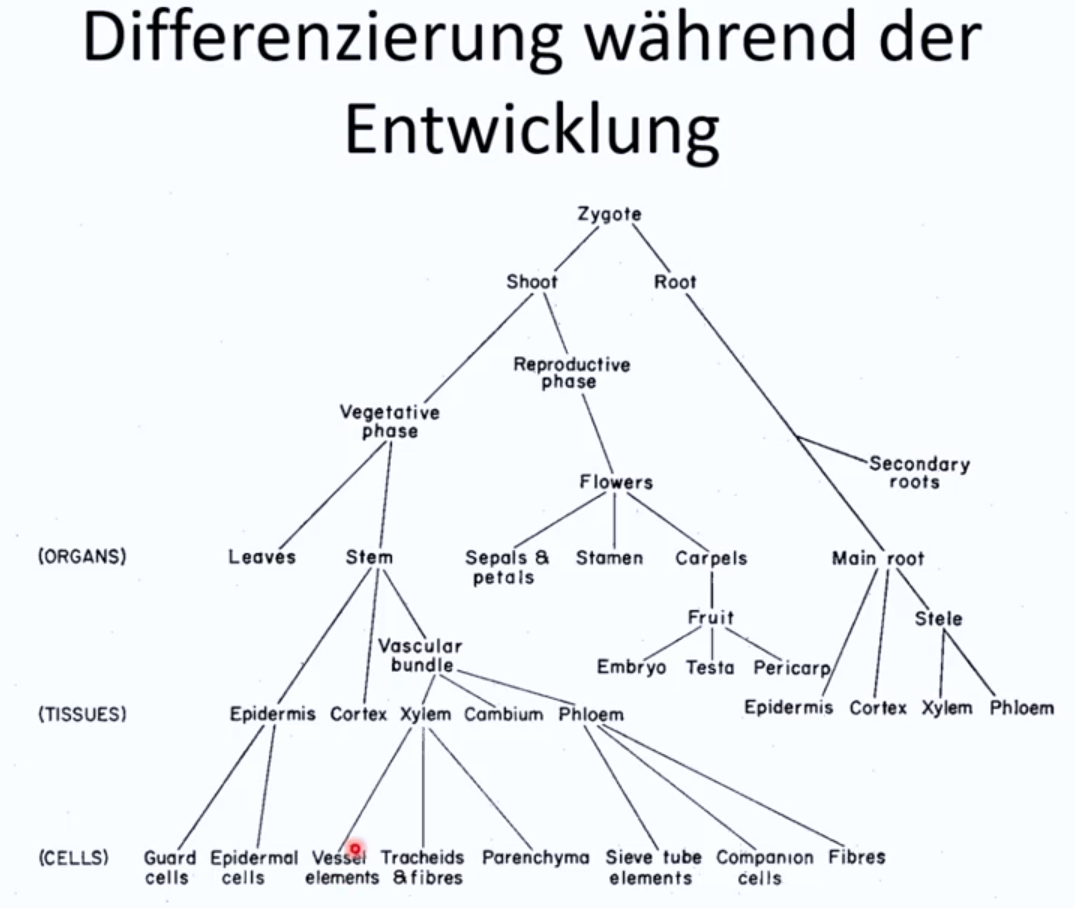 Differenzierung während der
Entwicklung
Zygote
Shoot Root
Reproductive
phase
Vegetative
phase
Secondary
roots
Flowers
(ORGANS) Leaves Stem Sepals & Stamen Carpels Main root
petals
Fruit Stele
Vascular
bundle
Embryo Testa Pericarp
Epidermis Cortex Xylem Phloem
(TISSUES) Epidermis Cortex Xylem Cambium Phloem
(CELLS) Guard Epidermal Vessel Tracheids Parenchyma Sieve tube Companion Fibres
cells cells elements & fibres elements cells